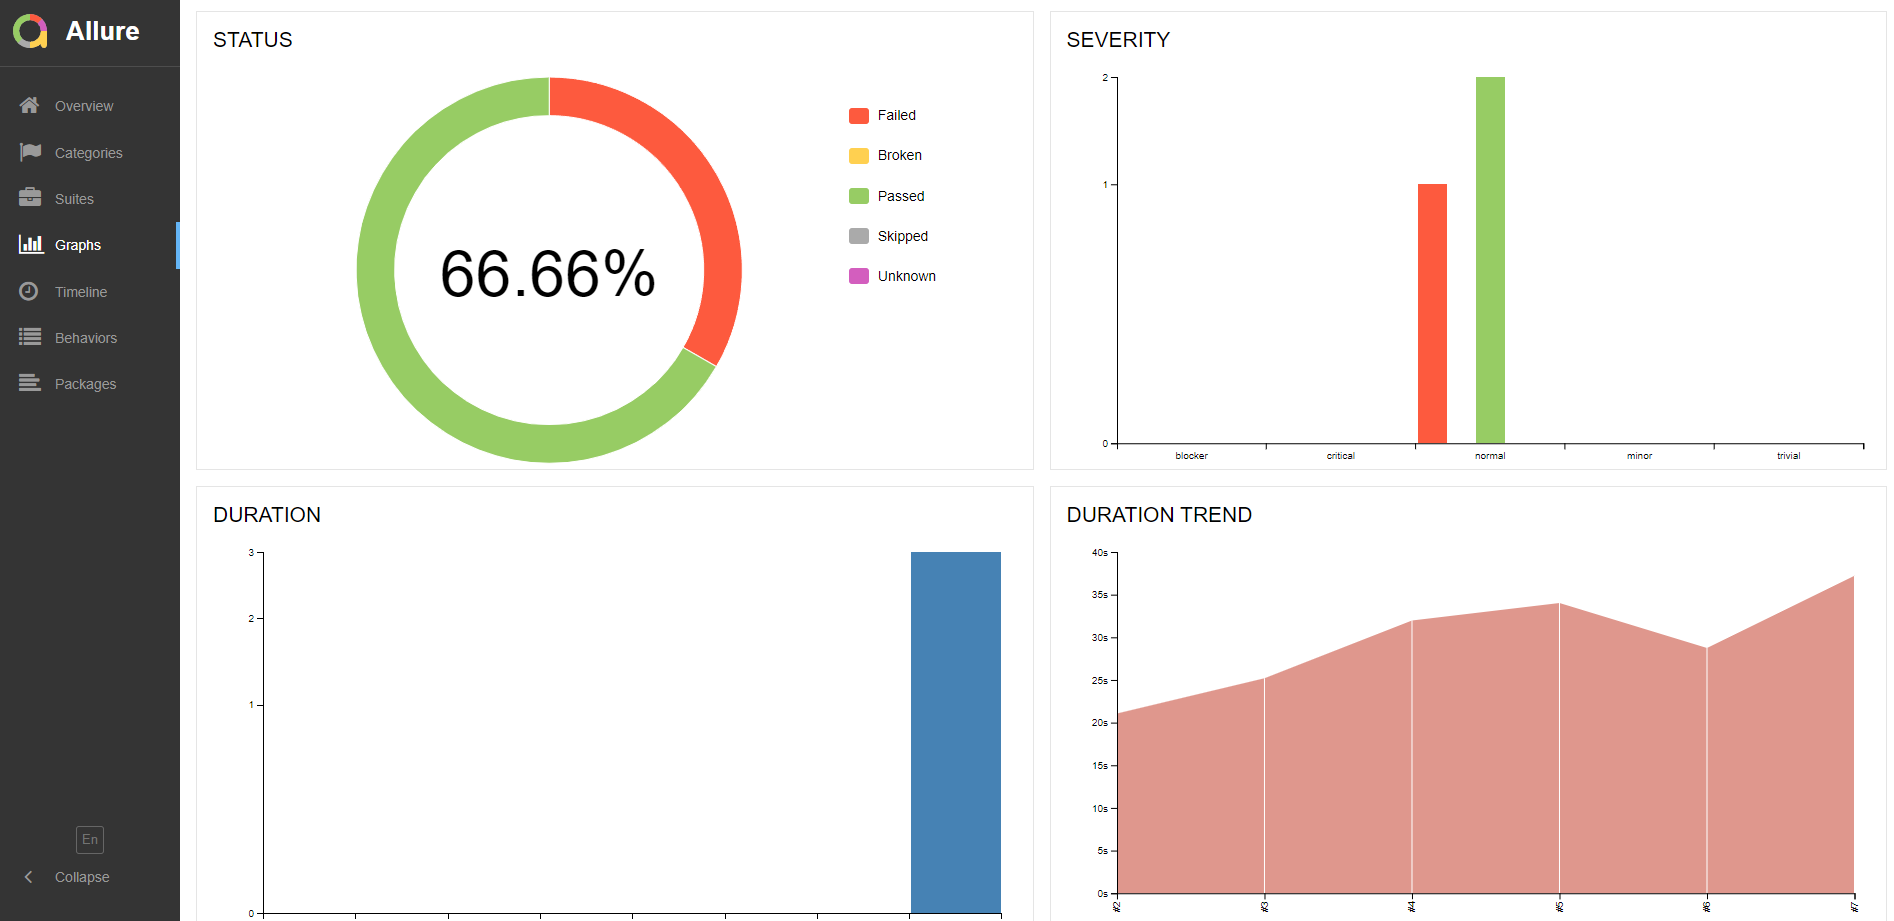 Allure
Overview
Categories
Suites
Graphs
Timeline
Behaviors
Packages
En
Collapse
STATUS
66.66%
Failed
Broken
Passed
Skipped
Unknown
SEVERITY
2
1
0
blocker critical normal minor trivial
DURATION
3
2
1
0
DURATION TREND
40s
35s
30s
25s
20s
15s
10s
5s
0s
#2 #3 #4 #5 #6 #7